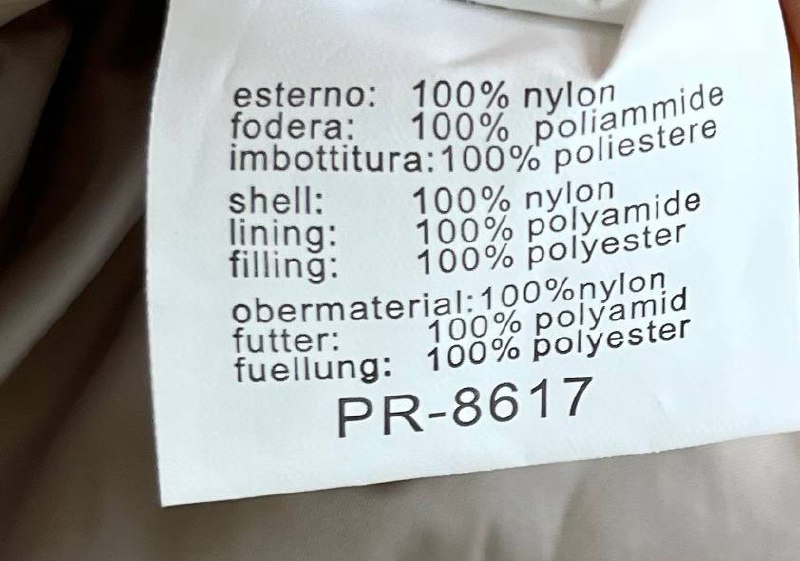 esterno: 100% nylon
fodera: 100% poliammide
imbottitura:100% poliestere
shell: 100% nylon
lining: 100% polyamide
filling: 100% polyester
obermaterial:100%nylon
futter: 100% polyamid
fuellung: 100% polyester
PR-8617